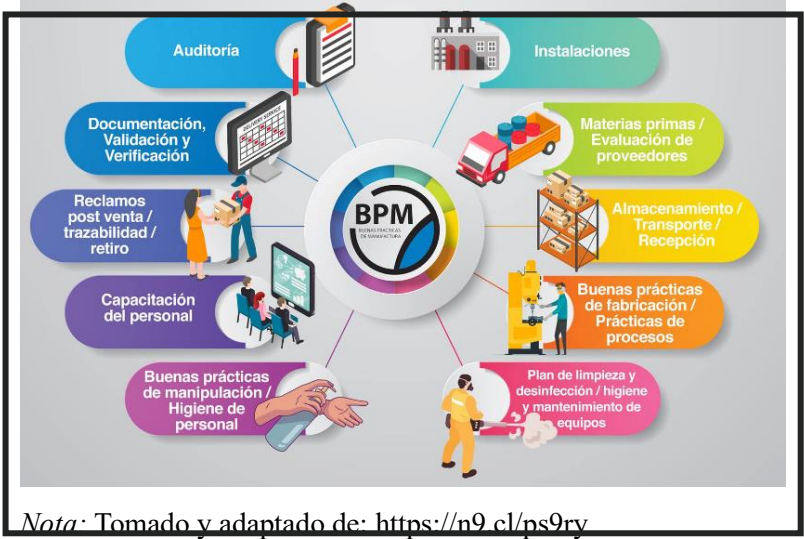 Auditoría
Documentación,
Validación y
Verificación
Reclamos
post venta /
trazabilidad /
retiro
Capacitación
del personal
Buenas prácticas
de manipulación /
Higiene de
personal
DELIVERY SERVICE
BPM
BUENAS PRÁCTICAS
DE MANUFACTURA
Instalaciones
Materias primas /
Evaluación de
proveedores
Almacenamiento /
Transporte /
Recepción
Buenas prácticas
de fabricación /
Prácticas de
procesos
Plan de limpieza y
desinfección / higiene
y mantenimiento de
equipos
Nota: Tomado y adaptado de: https://n9.cl/ps9ry